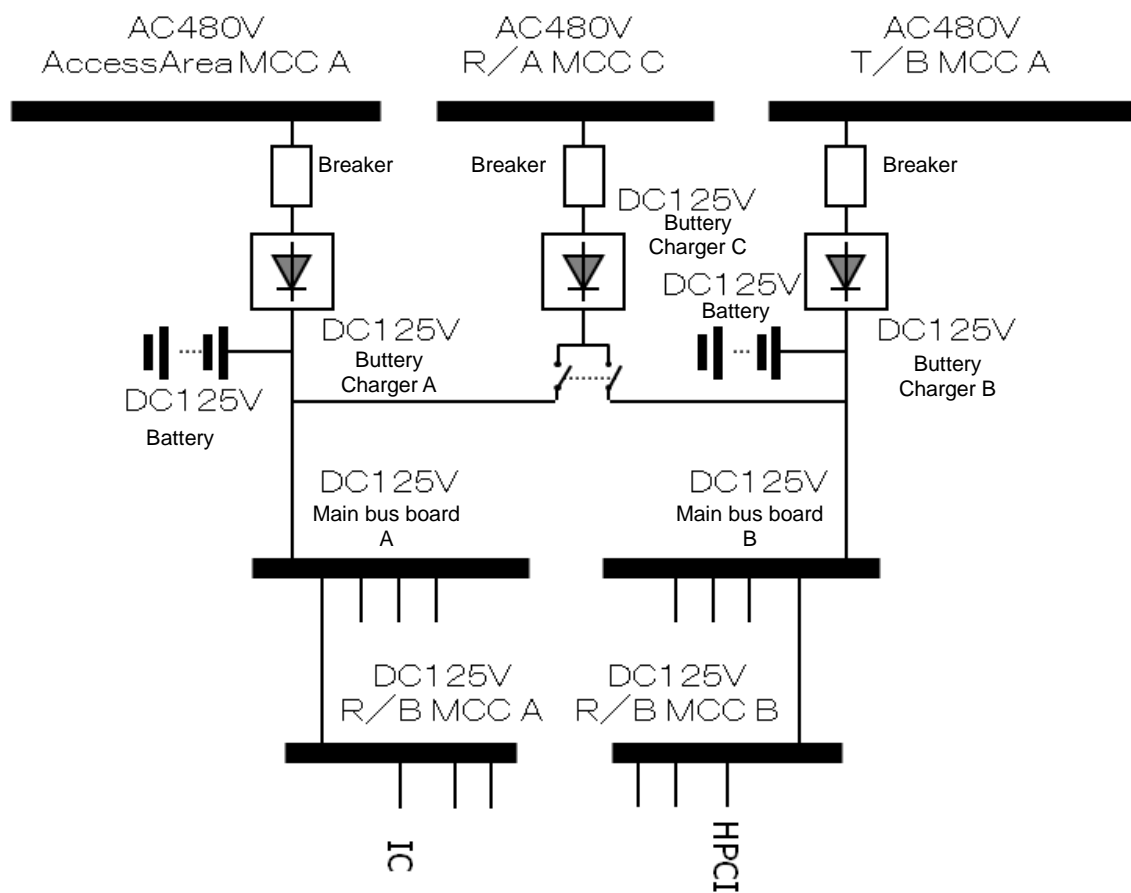 AC480V
AccessArea MCC A
AC480V
R/A MCC C
AC480V
T/B MCC A
Breaker
Breaker
Breaker
DC125V
Buttery
Charger C
DC125V
Battery
DC125V
Buttery
Charger A
DC125V
Buttery
Charger B
DC125V
Battery
DC125V
Main bus board
A
DC125V
Main bus board
B
DC125V
R/B MCC A
DC125V
R/B MCC B
IC
HPCI